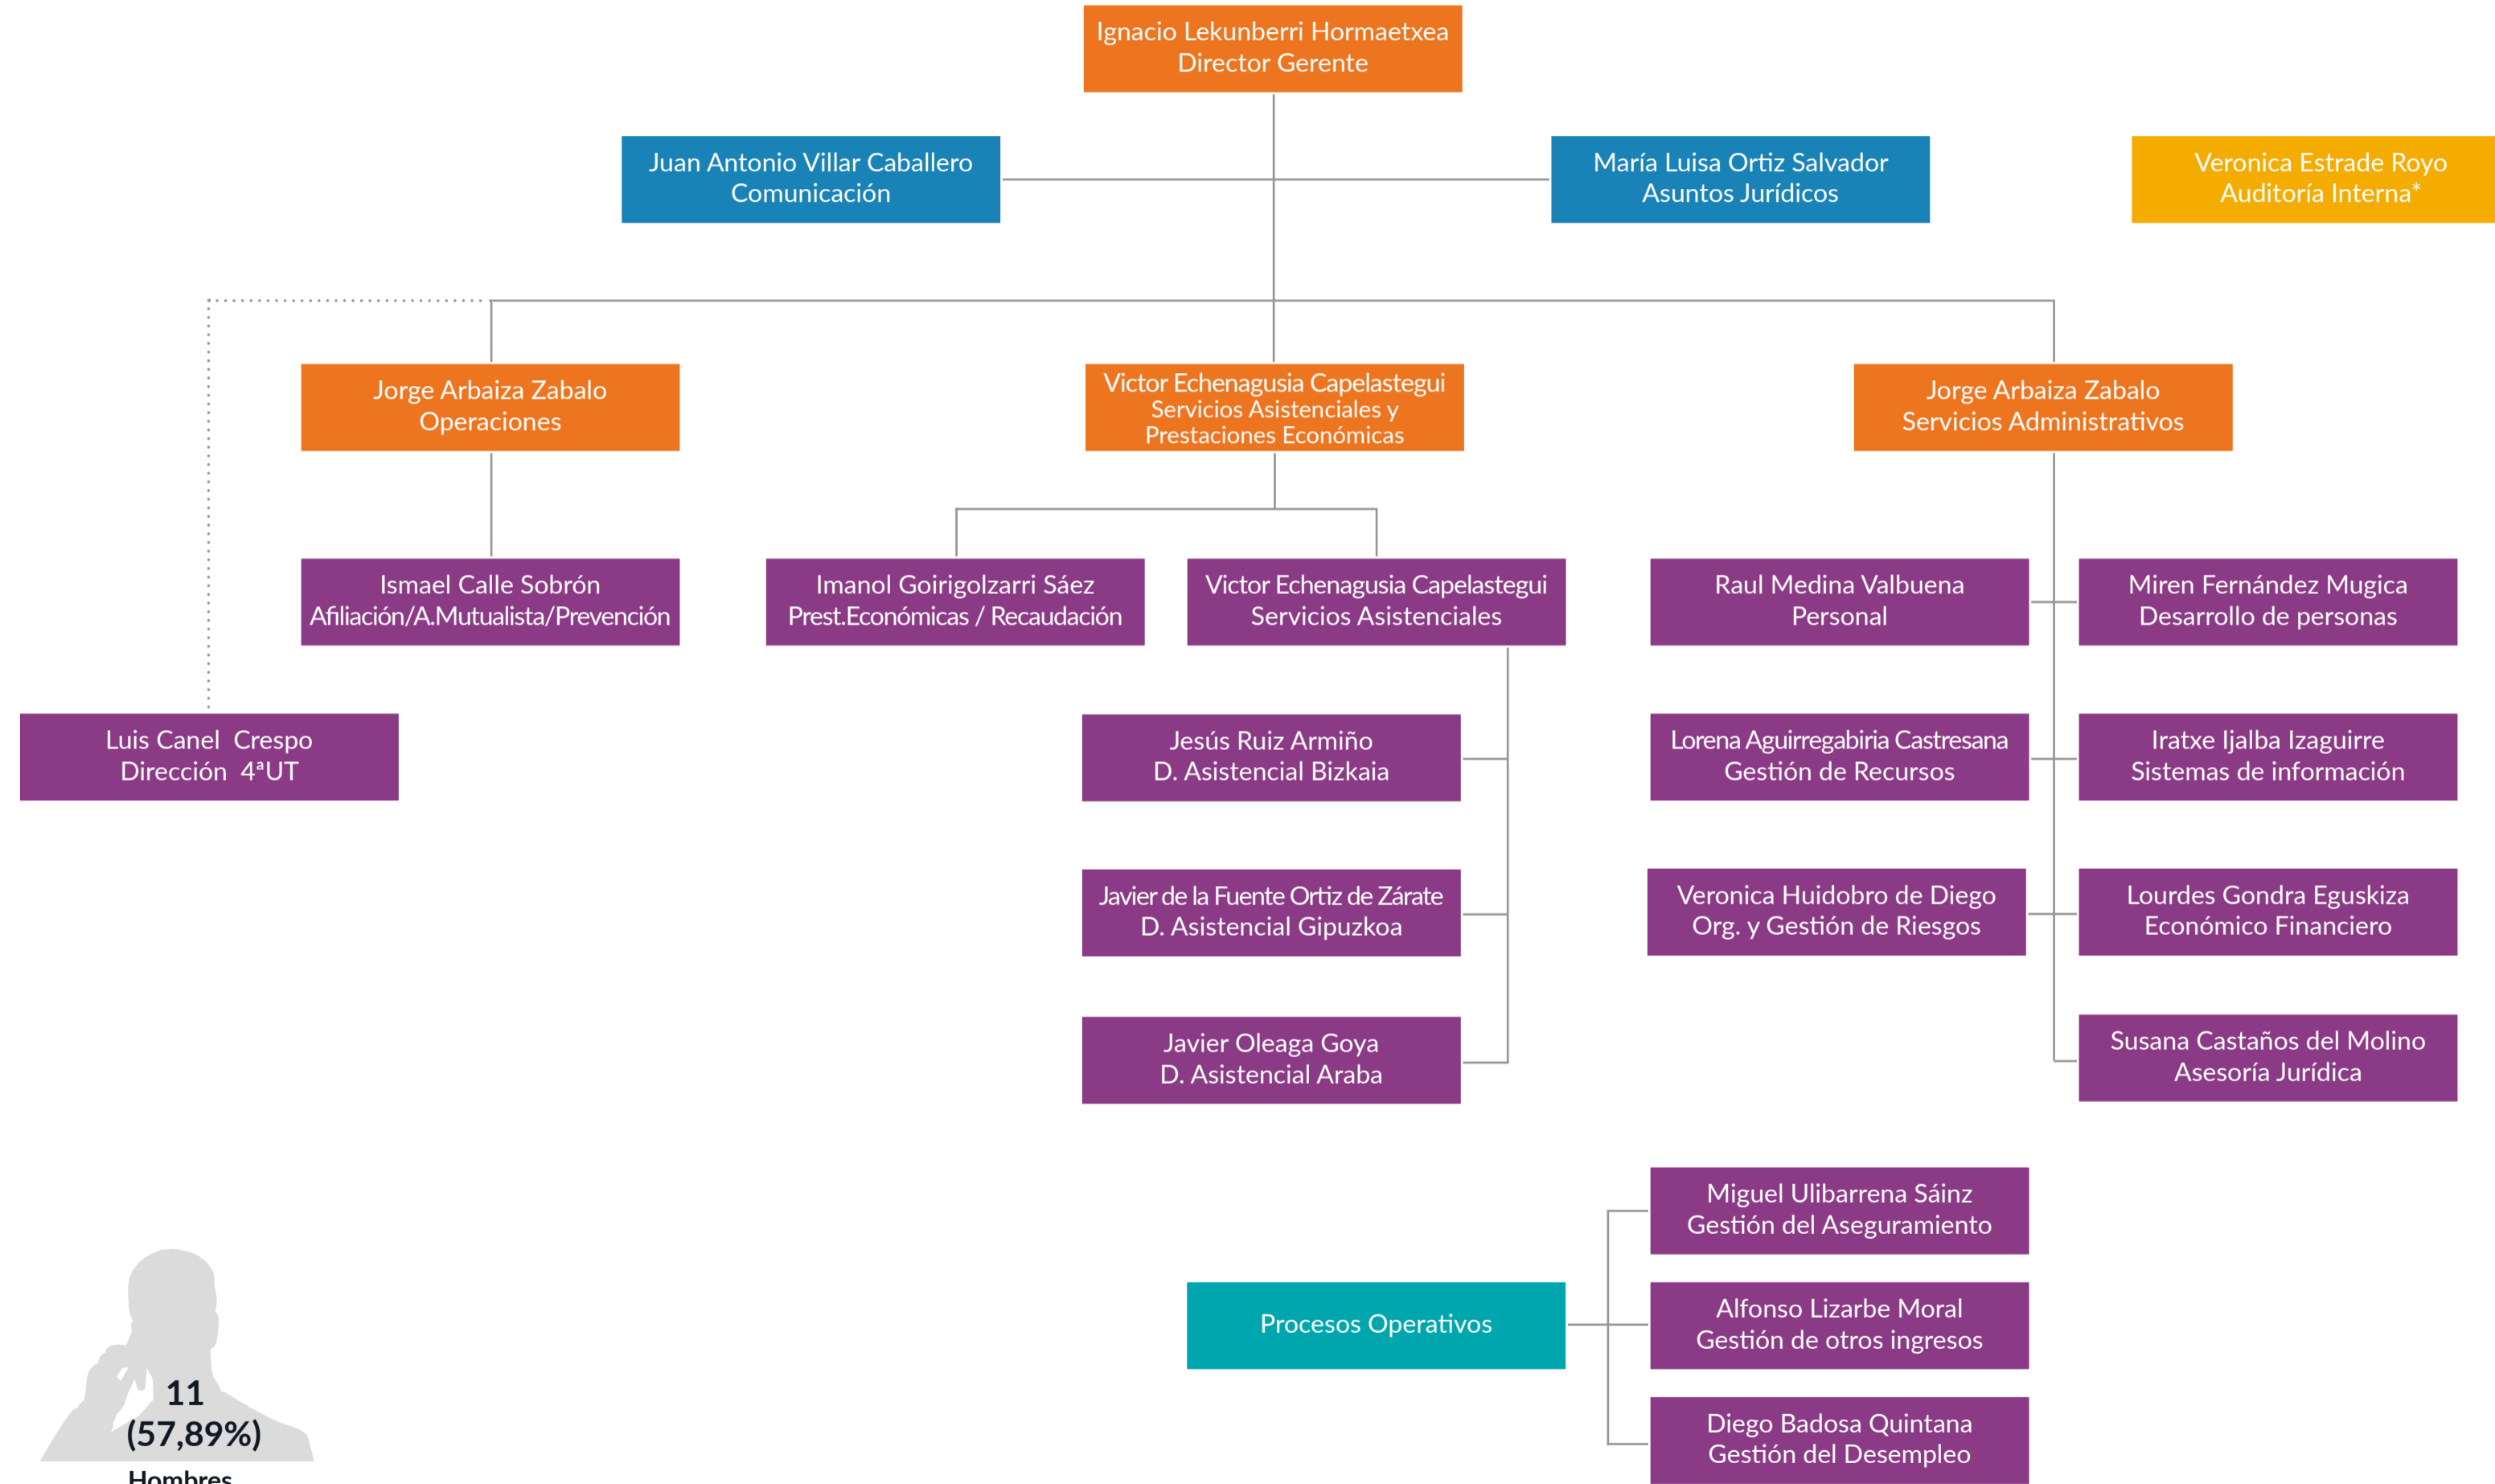 Ignacio Lekunberri Hormaetxea
Director Gerente
Juan Antonio Villar Caballero
Comunicación
María Luisa Ortiz Salvador
Asuntos Jurídicos
Veronica Estrade Royo
Auditoría Interna*
Jorge Arbaiza Zabalo
Operaciones
Victor Echenagusia Capelastegui
Servicios Asistenciales y
Prestaciones Económicas
Jorge Arbaiza Zabalo
Servicios Administrativos
Ismael Calle Sobrón
Afiliación/A.Mutualista/Prevención
Imanol Goirigolzarri Sáez
Prest.Económicas / Recaudación
Victor Echenagusia Capelastegui
Servicios Asistenciales
Raul Medina Valbuena
Personal
Miren Fernández Mugica
Desarrollo de personas
Luis Canel Crespo
Dirección 4ªUT
Jesús Ruiz Armiño
D. Asistencial Bizkaia
Lorena Aguirregabiria Castresana
Gestión de Recursos
Iratxe Ijalba Izaguirre
Sistemas de información
Javier de la Fuente Ortiz de Zárate
D. Asistencial Gipuzkoa
Veronica Huidobro de Diego
Org. y Gestión de Riesgos
Lourdes Gondra Eguskiza
Económico Financiero
Javier Oleaga Goya
D. Asistencial Araba
Susana Castaños del Molino
Asesoría Jurídica
Miguel Ulibarrena Sáinz
Gestión del Aseguramiento
Procesos Operativos
Alfonso Lizarbe Moral
Gestión de otros ingresos
Diego Badosa Quintana
Gestión del Desempleo
11
(57,89%)
Hombres